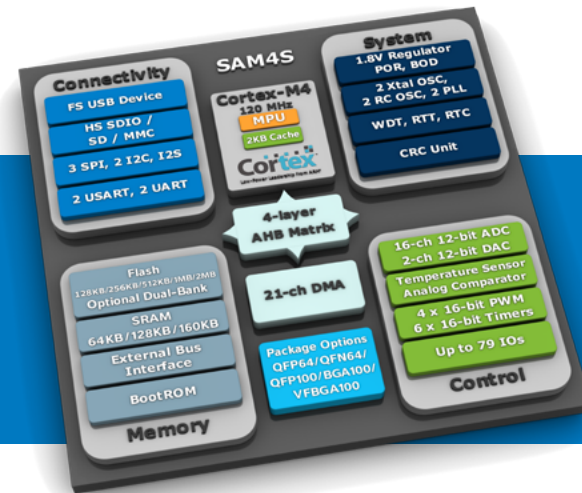 SAM4S
Connectivity
FS USB Device
HS SDIO /
SD / MMC
3 SPI, 2 I2C, I2S
2 USART, 2 UART
Cortex-M4
120 MHz
MPU
2KB Cache
Cortex
Low-Power Leadership from ARM
System
1.8V Regulator
POR, BOD
2 Xtal OSC,
2 RC OSC, 2 PLL
WDT, RTT, RTC
CRC Unit
4-layer
AHB Matrix
21-ch DMA
Package Options
QFP64/QFN64/
QFP100/BGA100/
VFBGA100
Flash
128KB/256KB/512KB/1MB/2MB
Optional Dual-Bank
SRAM
64KB/128KB/160KB
External Bus
Interface
BootROM
Memory
16-ch 12-bit ADC
2-ch 12-bit DAC
Temperature Sensor
Analog Comparator
4 x 16-bit PWM
6 x 16-bit Timers
Up to 79 IOs
Control